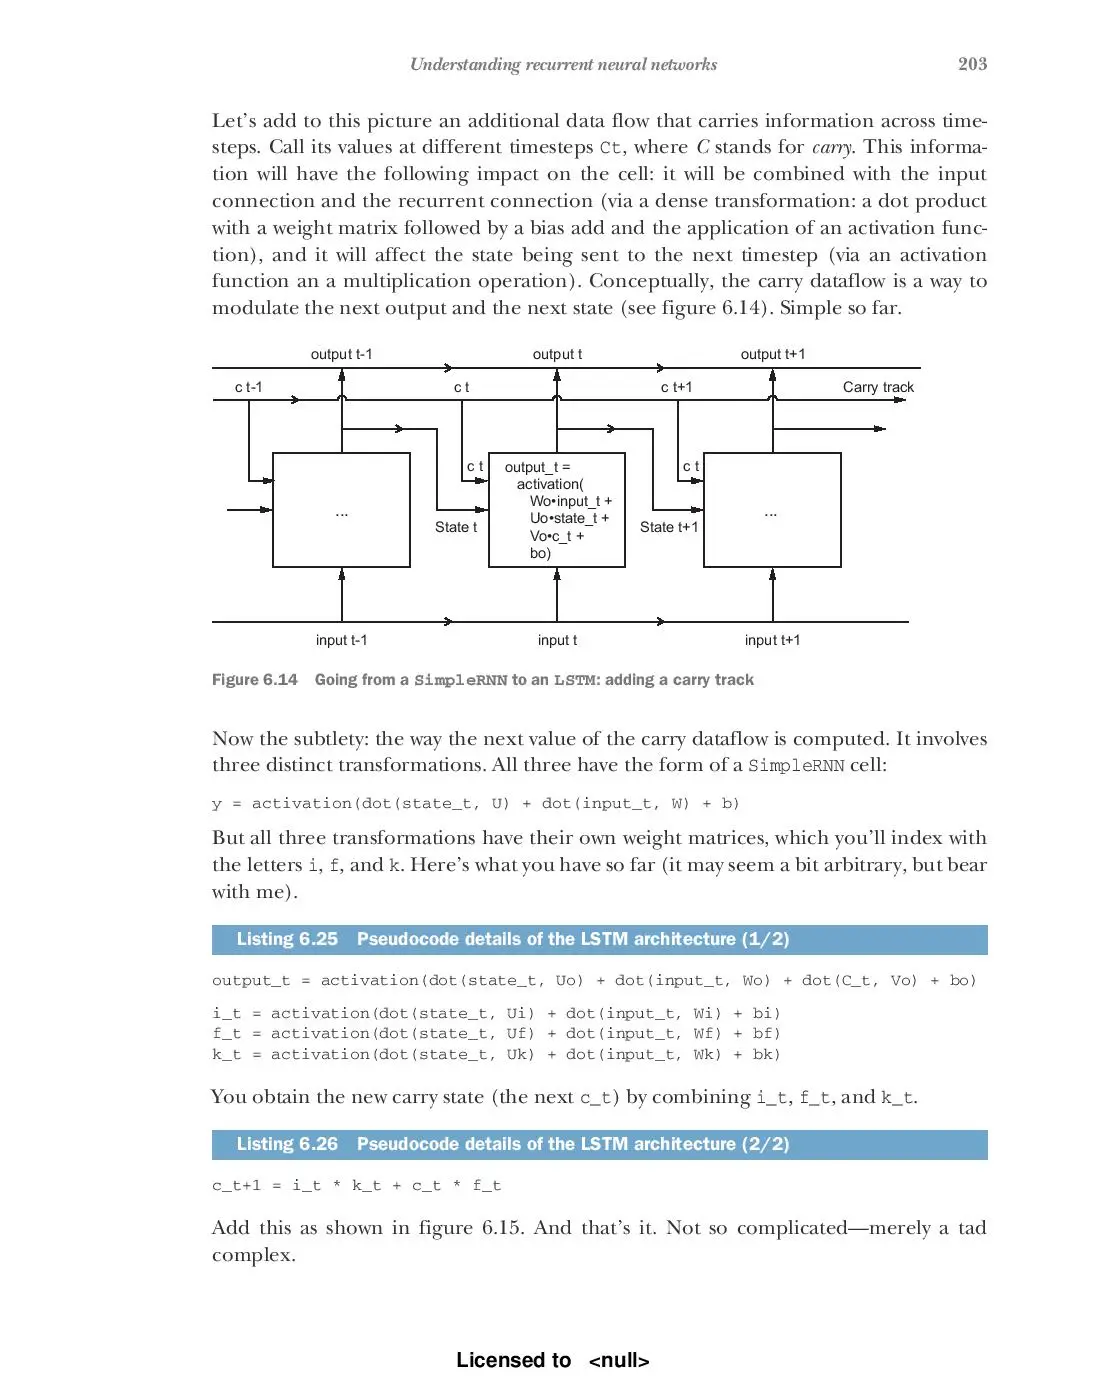 Understanding recurrent neural networks 203
Let's add to this picture an additional data flow that carries information across time-
steps. Call its values at different timesteps Ct, where C stands for carry. This informa-
tion will have the following impact on the cell: it will be combined with the input
connection and the recurrent connection (via a dense transformation: a dot product
with a weight matrix followed by a bias add and the application of an activation func-
tion), and it will affect the state being sent to the next timestep (via an activation
function an a multiplication operation). Conceptually, the carry dataflow is a way to
modulate the next output and the next state (see figure 6.14). Simple so far.
output t-1 output t output t+1
c t-1 c t c t+1 Carry track
c t output_t = c t
activation(
... Wo•input_t + ...
State t Uo•state_t + State t+1
Vo•c_t +
bo)
input t-1 input t input t+1
Figure 6.14 Going from a SimpleRNN to an LSTM: adding a carry track
Now the subtlety: the way the next value of the carry dataflow is computed. It involves
three distinct transformations. All three have the form of a SimpleRNN cell:
y = activation(dot(state_t, U) + dot(input_t, W) + b)
But all three transformations have their own weight matrices, which you'll index with
the letters i, f, and k. Here's what you have so far (it may seem a bit arbitrary, but bear
with me).
Listing 6.25 Pseudocode details of the LSTM architecture (1/2)
output_t = activation(dot(state_t, Uo) + dot(input_t, Wo) + dot(C_t, Vo) + bo)
i_t = activation(dot(state_t, Ui) + dot(input_t, Wi) + bi)
f_t = activation(dot(state_t, Uf) + dot(input_t, Wf) + bf)
k_t = activation(dot(state_t, Uk) + dot(input_t, Wk) + bk)
You obtain the new carry state (the next c_t) by combining i_t, f_t, and k_t.
Listing 6.26 Pseudocode details of the LSTM architecture (2/2)
c_t+1 = i_t * k_t + c_t * f_t
Add this as shown in figure 6.15. And that's it. Not so complicated—merely a tad
complex.
Licensed to <null>